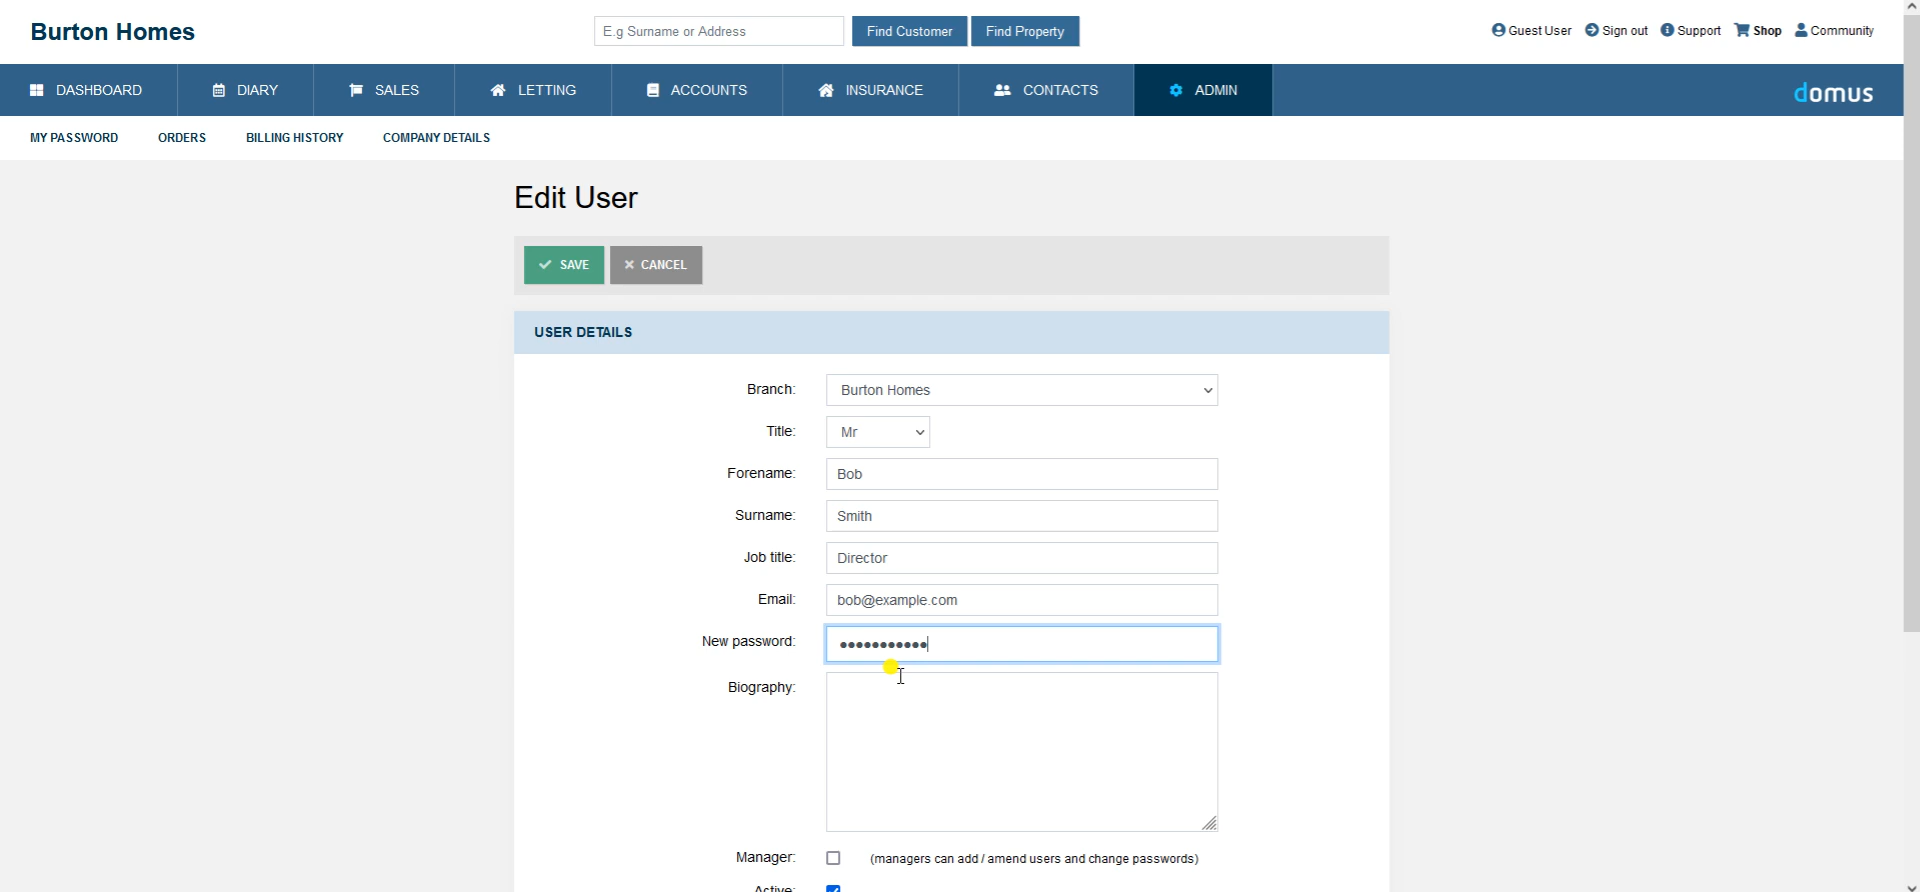 Burton Homes
E.g Surname or Address
Find Customer
Find Property
Guest User
Sign out
Support
Shop
Community
DASHBOARD
DIARY
SALES
LETTING
ACCOUNTS
INSURANCE
CONTACTS
ADMIN
domus
MY PASSWORD
ORDERS
BILLING HISTORY
COMPANY DETAILS
Edit User
SAVE
CANCEL
USER DETAILS
Branch: Burton Homes
Title: Mr
Forename: Bob
Surname: Smith
Job title: Director
Email: bob@example.com
New password: •••••••••••
Biography:
Manager: (managers can add / amend users and change passwords)
Active: